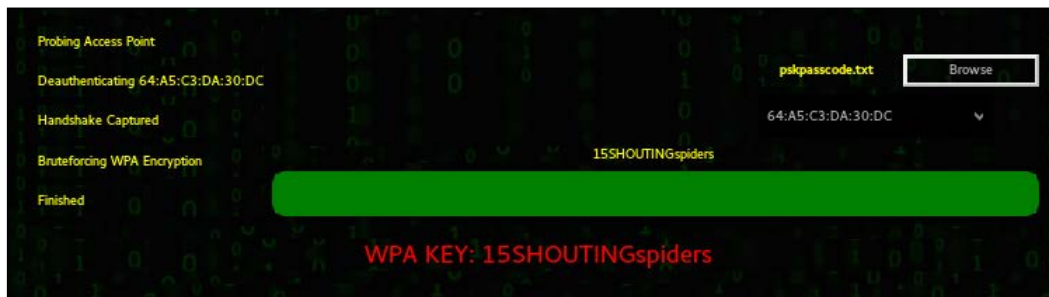 Probing Access Point
pskpasscode.txt Browse
Deauthenticating 64:A5:C3:DA:30:DC
Handshake Captured
64:A5:C3:DA:30:DC
Bruteforcing WPA Encryption
15SHOUTINGspiders
Finished
WPA KEY: 15SHOUTINGspiders